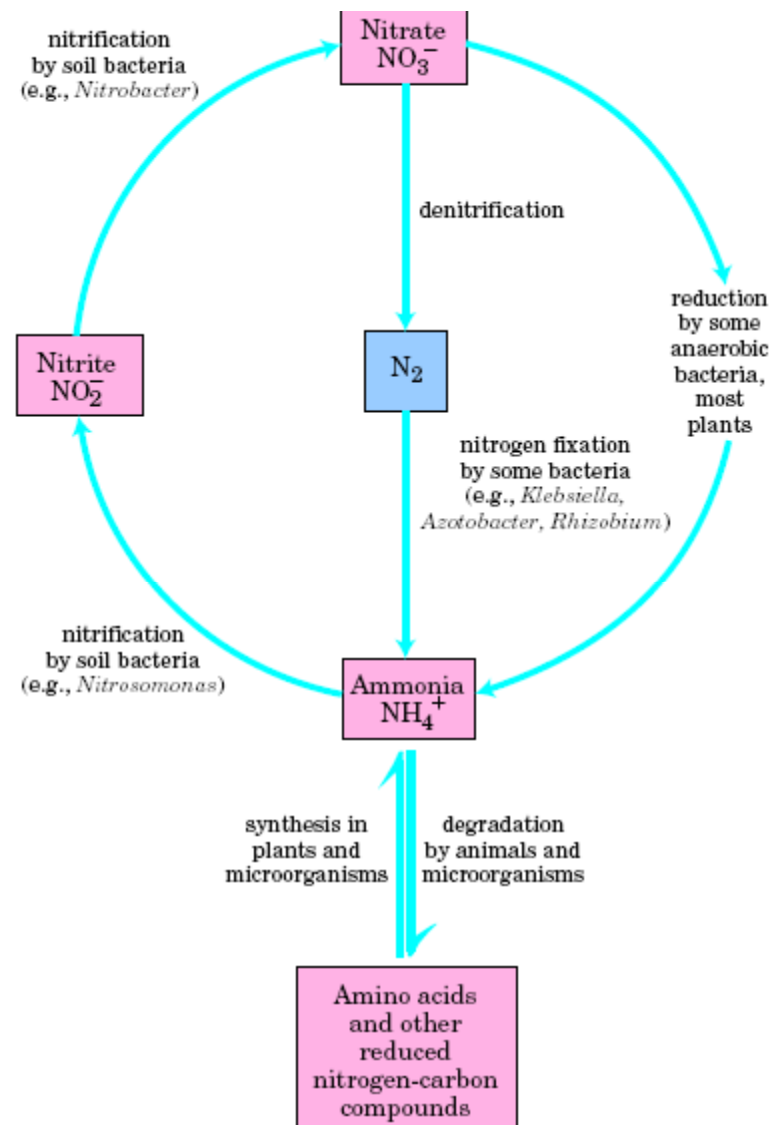 nitrification
by soil bacteria
(e.g., Nitrobacter)
Nitrate
NO₃⁻
denitrification
reduction
by some
anaerobic
bacteria,
most
plants
Nitrite
NO₂⁻
N₂
nitrogen fixation
by some bacteria
(e.g., Klebsiella,
Azotobacter, Rhizobium)
nitrification
by soil bacteria
(e.g., Nitrosomonas)
Ammonia
NH₄⁺
synthesis in
plants and
microorganisms
degradation
by animals and
microorganisms
Amino acids
and other
reduced
nitrogen-carbon
compounds